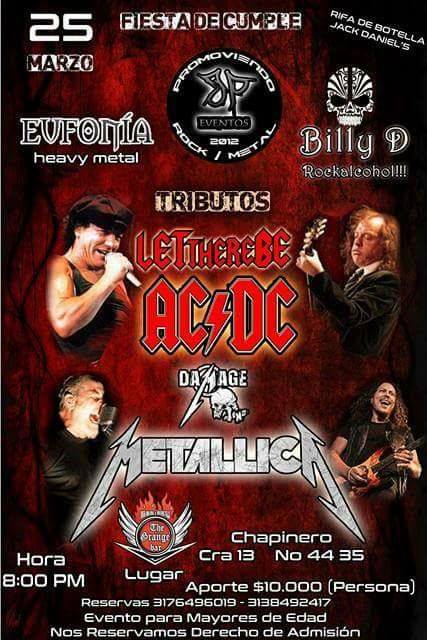 25
MARZO
FIESTA DE CUMPLE
RIFA DE BOTELLA
JACK DANIEL'S
PROMOVIENDO
EVENTOS
2012
ROCK / METAL
EUFONÍA
heavy metal
Billy D
Rockalcohol!!!
TRIBUTOS
LET THERE BE
AC DC
DAMAGE
METALLICA
The
Orange
bar
Hora
8:00 PM
Lugar
Chapinero
Cra 13 No 44 35
Aporte $10.000 (Persona)
Reservas 3176496019 - 3138492417
Evento para Mayores de Edad
Nos Reservamos Derecho de Admisión